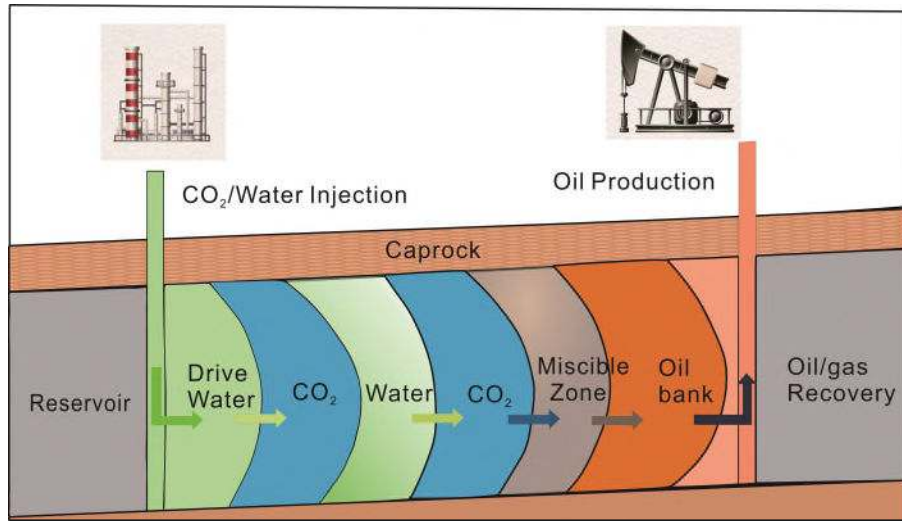 CO₂/Water Injection
Oil Production
Caprock
Reservoir
Drive
Water
CO₂
Water
CO₂
Miscible
Zone
Oil
bank
Oil/gas
Recovery